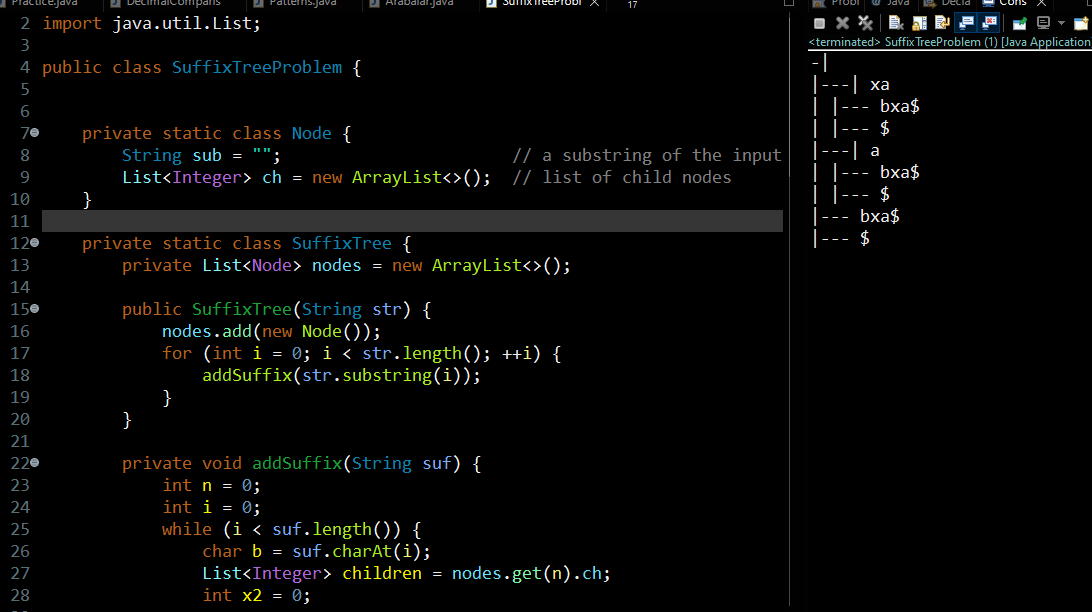 Practice.java DecimalCompans Patterns.java Arabalar.java SuffixTreeProbl 17
2 import java.util.List;
3
4 public class SuffixTreeProblem {
5
6
7 private static class Node {
8 String sub = ""; // a substring of the input
9 List<Integer> ch = new ArrayList<>(); // list of child nodes
10 }
11
12 private static class SuffixTree {
13 private List<Node> nodes = new ArrayList<>();
14
15 public SuffixTree(String str) {
16 nodes.add(new Node());
17 for (int i = 0; i < str.length(); ++i) {
18 addSuffix(str.substring(i));
19 }
20 }
21
22 private void addSuffix(String suf) {
23 int n = 0;
24 int i = 0;
25 while (i < suf.length()) {
26 char b = suf.charAt(i);
27 List<Integer> children = nodes.get(n).ch;
28 int x2 = 0;
Probl Java Decla Cons
<terminated> SuffixTreeProblem (1) [Java Application
-|
|---| xa
| |--- bxa$
| |--- $
|---| a
| |--- bxa$
| |--- $
|--- bxa$
|--- $